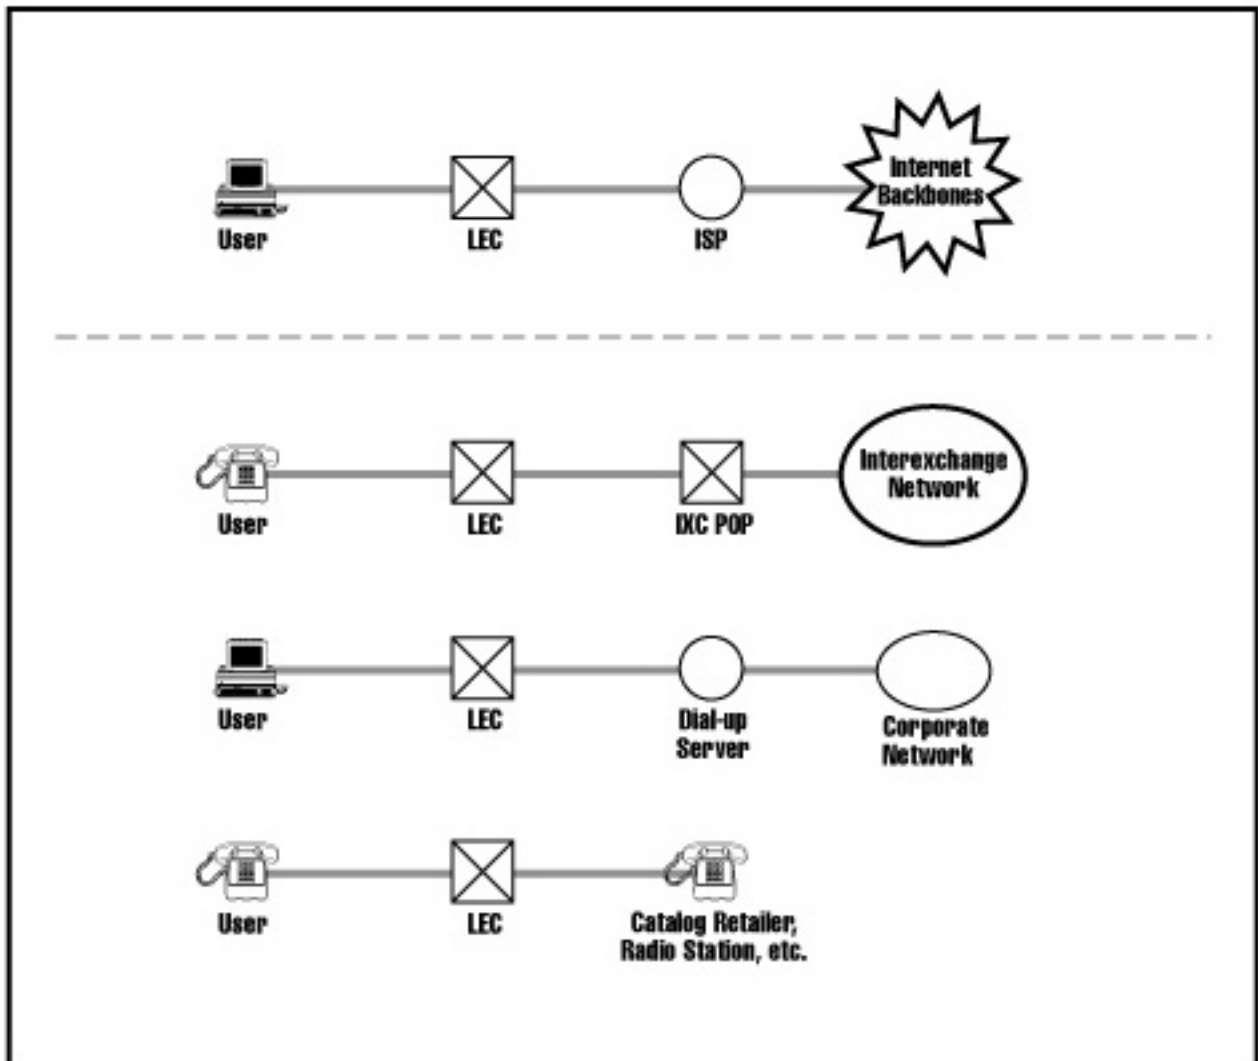 Internet
Backbones
User
LEC
ISP
Interexchange
Network
User
LEC
IXC POP
User
LEC
Dial-up
Server
Corporate
Network
User
LEC
Catalog Retailer,
Radio Station, etc.